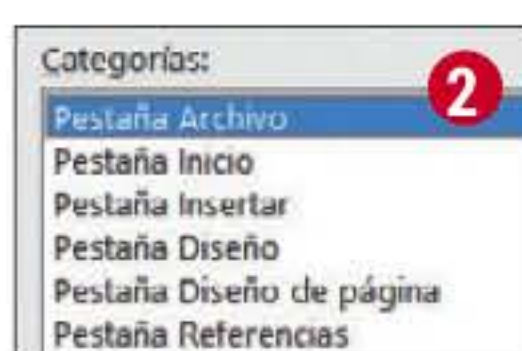 Categorías:
2
Pestaña Archivo
Pestaña Inicio
Pestaña Insertar
Pestaña Diseño
Pestaña Diseño de página
Pestaña Referencias